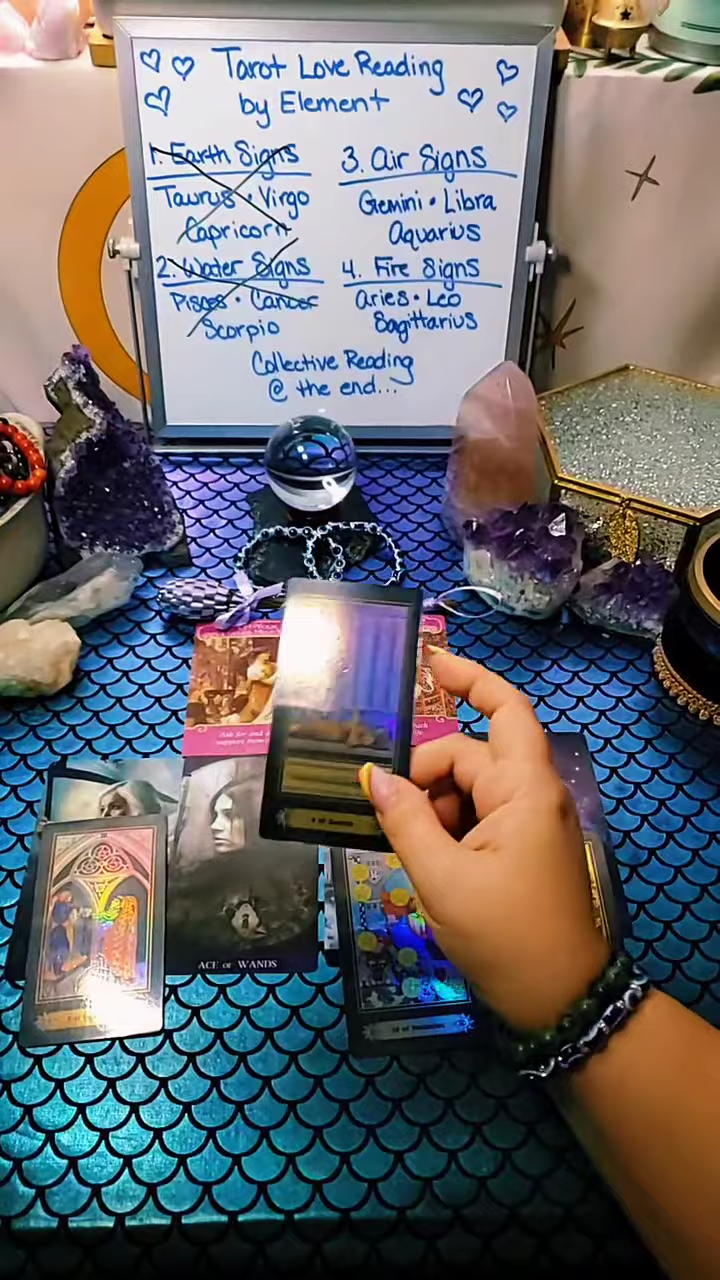 Tarot Love Reading
by Element
1. Earth Signs
Taurus • Virgo
Capricorn
2. Water Signs
Pisces • Cancer
Scorpio
3. Air Signs
Gemini • Libra
Aquarius
4. Fire Signs
Aries • Leo
Sagittarius
Collective Reading
@ the end...
ACE OF WANDS